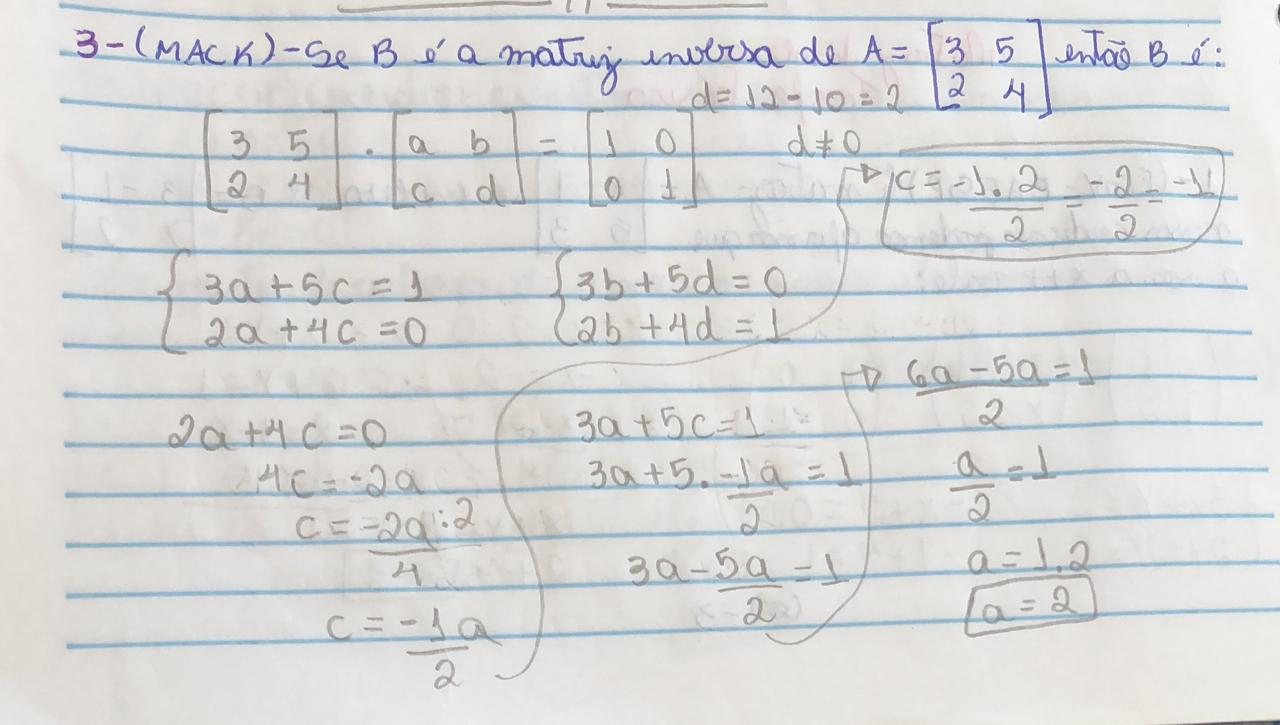 3-(MACK)-Se B é a matriz inversa de A= [3 5] então B é:
d=12-10=2 [2 4]
[3 5] . [a b] = [1 0] d≠0
[2 4] [c d] [0 1]
c=-1.2/2=-2/2=-1
{3a+5c=1 {3b+5d=0
{2a+4c=0 {2b+4d=1
2a+4c=0
4c=-2a
c=-2a:2/4
c=-1a/2
3a+5c=1
3a+5.-1a/2=1
3a-5a/2=1
6a-5a/2=1
a/2=1
a=1.2
a=2